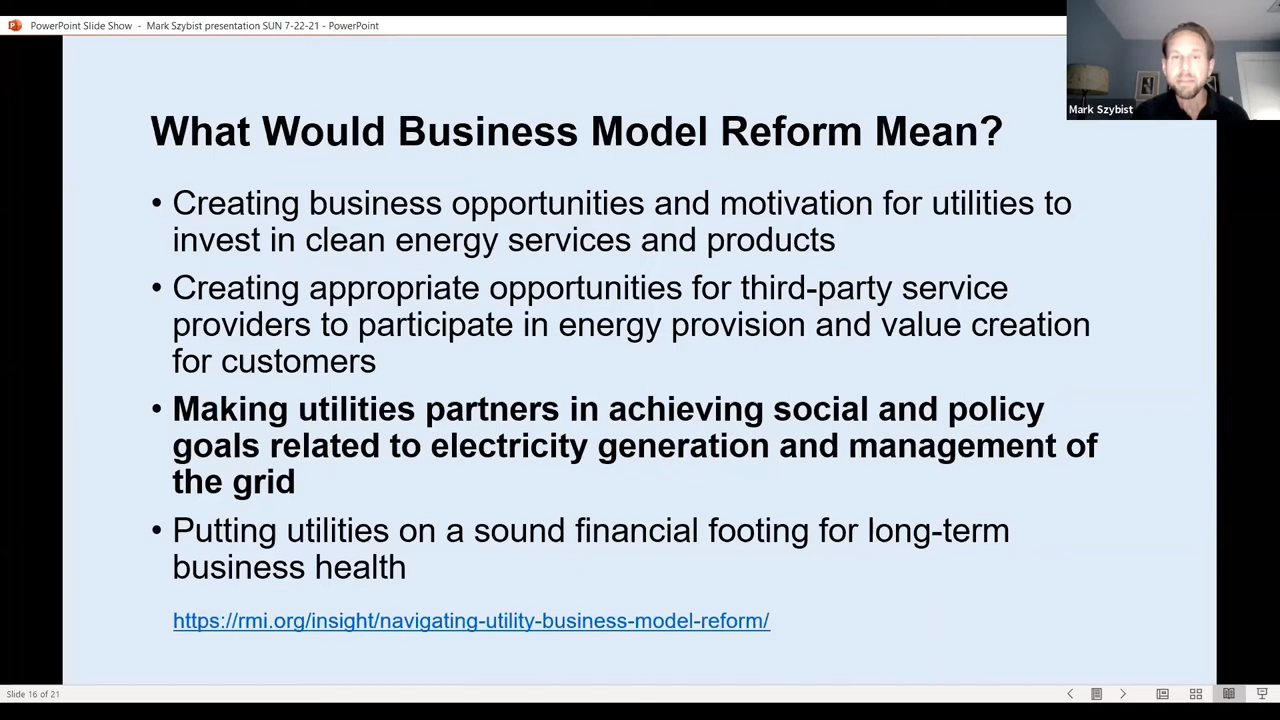 PowerPoint Slide Show - Mark Szybist presentation SUN 7-22-21 - PowerPoint
Mark Szybist
What Would Business Model Reform Mean?
• Creating business opportunities and motivation for utilities to
invest in clean energy services and products
• Creating appropriate opportunities for third-party service
providers to participate in energy provision and value creation
for customers
• Making utilities partners in achieving social and policy
goals related to electricity generation and management of
the grid
• Putting utilities on a sound financial footing for long-term
business health
https://rmi.org/insight/navigating-utility-business-model-reform/
Slide 16 of 21